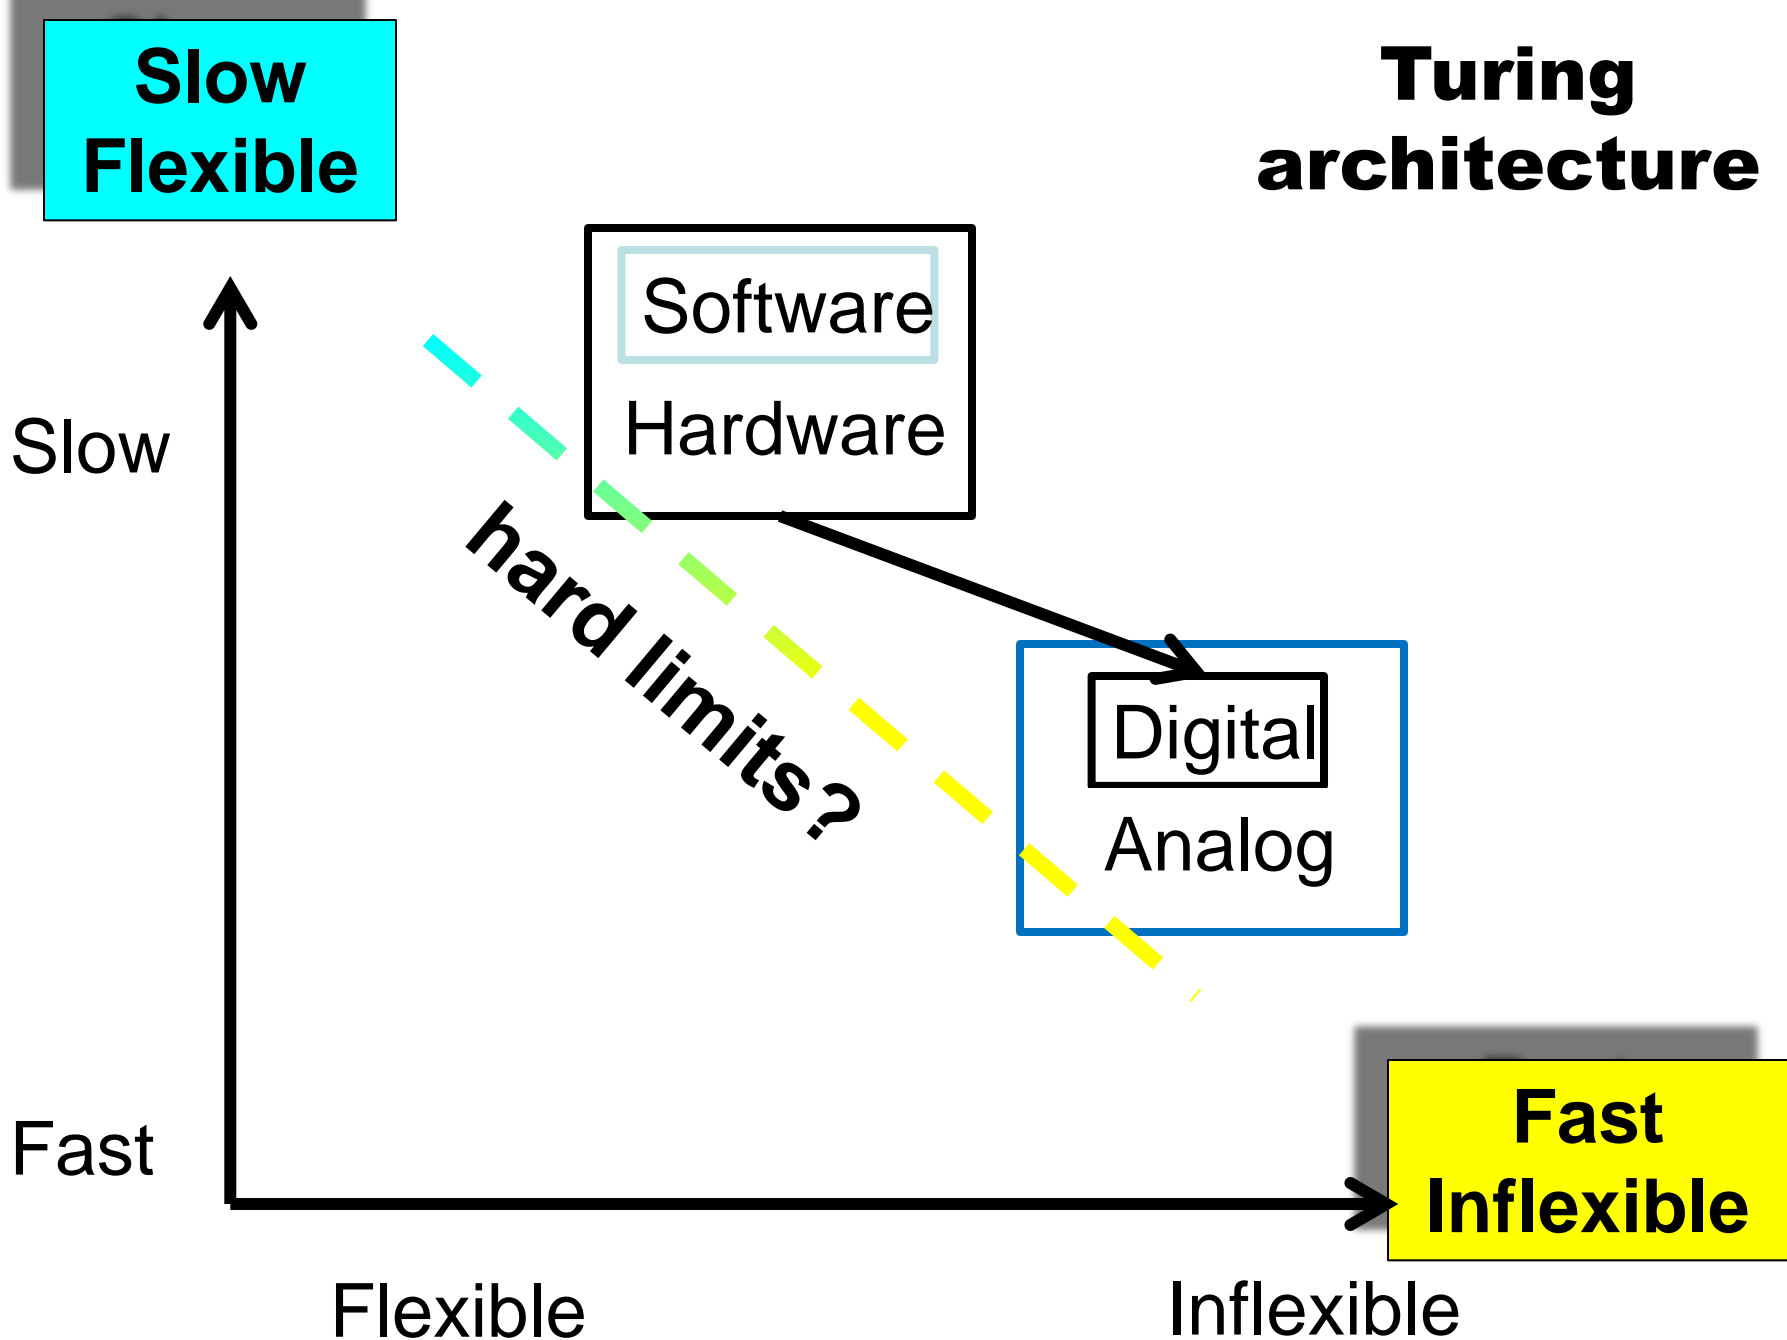 Slow
Flexible
Turing
architecture
Software
Hardware
Slow
hard limits?
Digital
Analog
Fast
Fast
Inflexible
Flexible
Inflexible